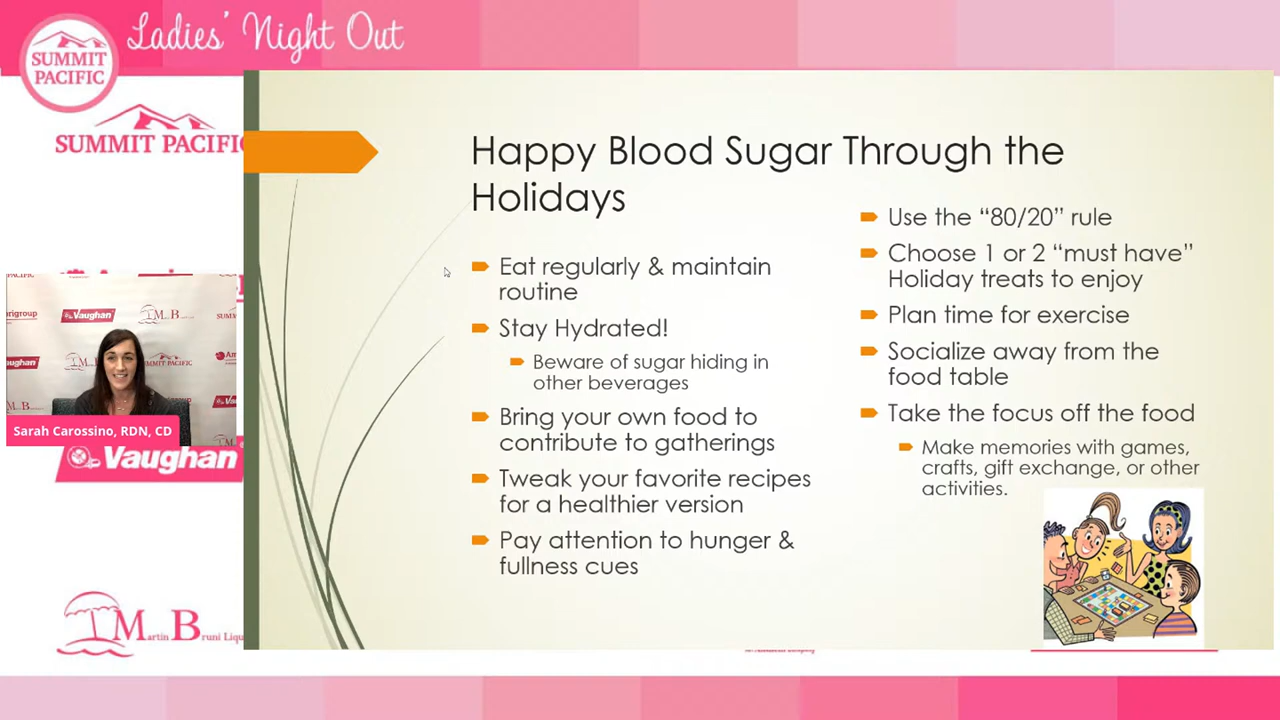 Ladies' Night Out
SUMMIT
PACIFIC
SUMMIT PACIFIC
Happy Blood Sugar Through the
Holidays
Eat regularly & maintain
routine
Stay Hydrated!
Beware of sugar hiding in
other beverages
Bring your own food to
contribute to gatherings
Tweak your favorite recipes
for a healthier version
Pay attention to hunger &
fullness cues
Use the “80/20” rule
Choose 1 or 2 “must have”
Holiday treats to enjoy
Plan time for exercise
Socialize away from the
food table
Take the focus off the food
Make memories with games,
crafts, gift exchange, or other
activities.
Vaughan
Sarah Carossino, RDN, CD
Vaughan
Martin Bruni Liqu